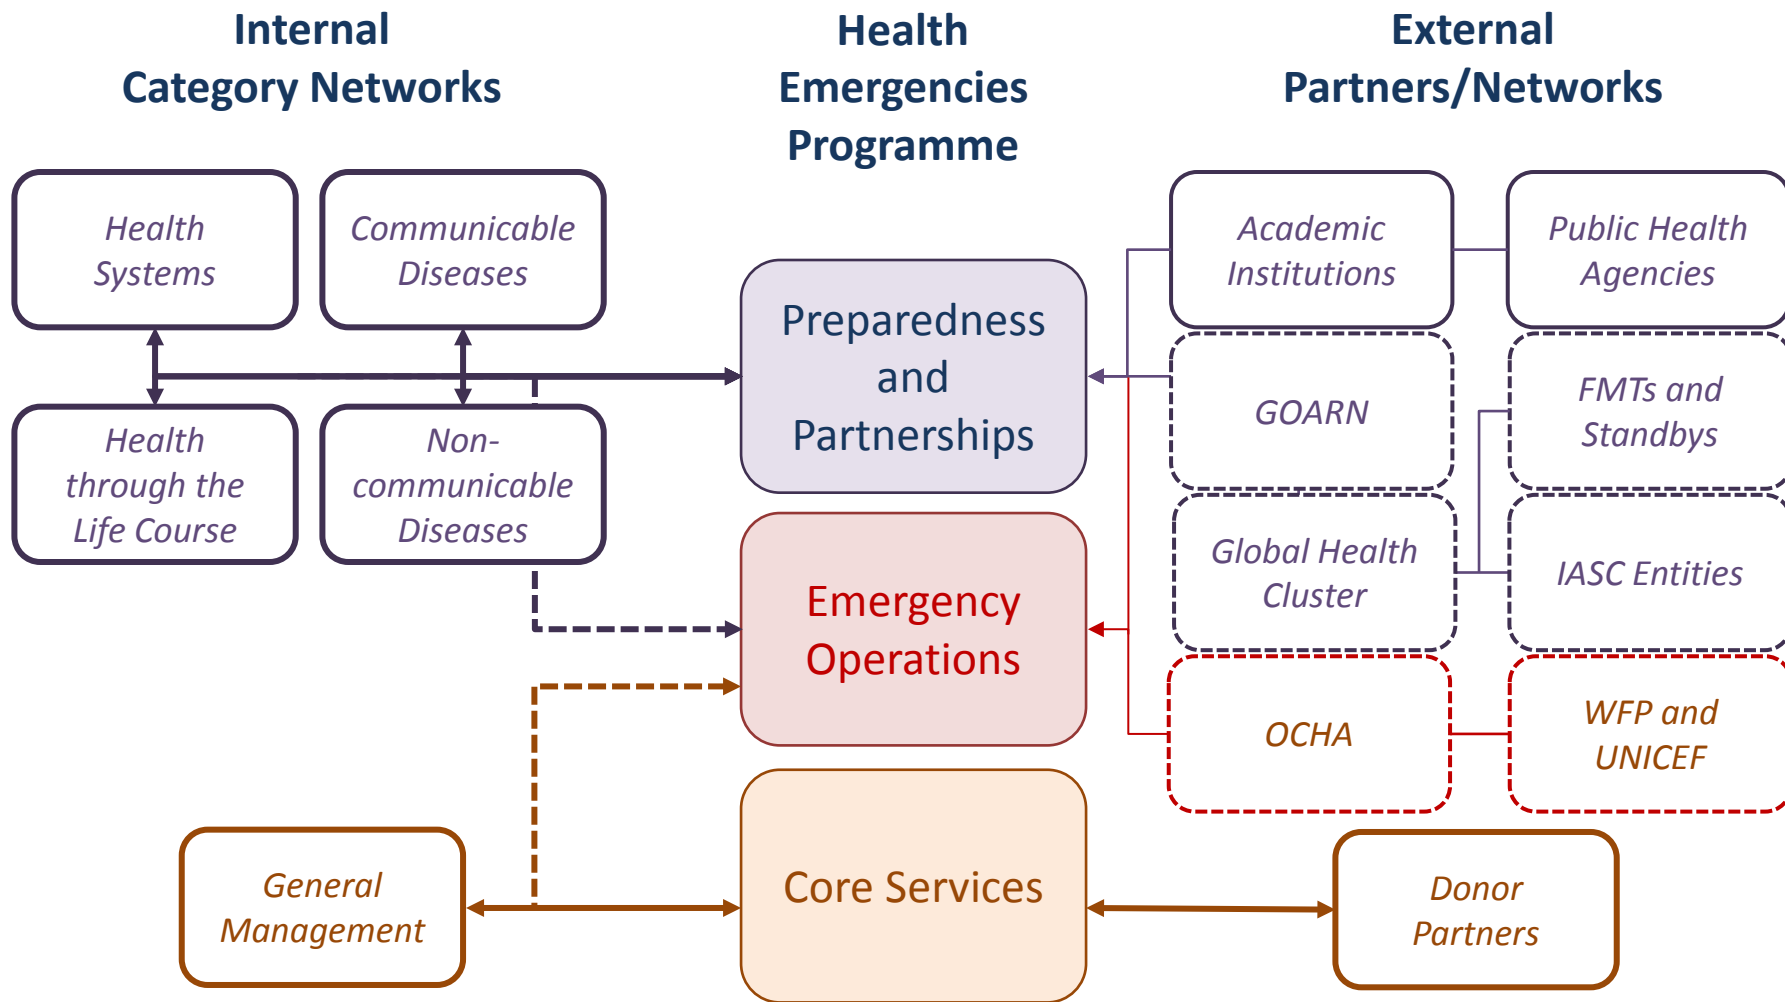 Internal
Category Networks
Health
Emergencies
Programme
External
Partners/Networks
Health
Systems
Communicable
Diseases
Health
through the
Life Course
Non-
communicable
Diseases
General
Management
Preparedness
and
Partnerships
Emergency
Operations
Core Services
Academic
Institutions
Public Health
Agencies
GOARN
FMTs and
Standbys
Global Health
Cluster
IASC Entities
OCHA
WFP and
UNICEF
Donor
Partners